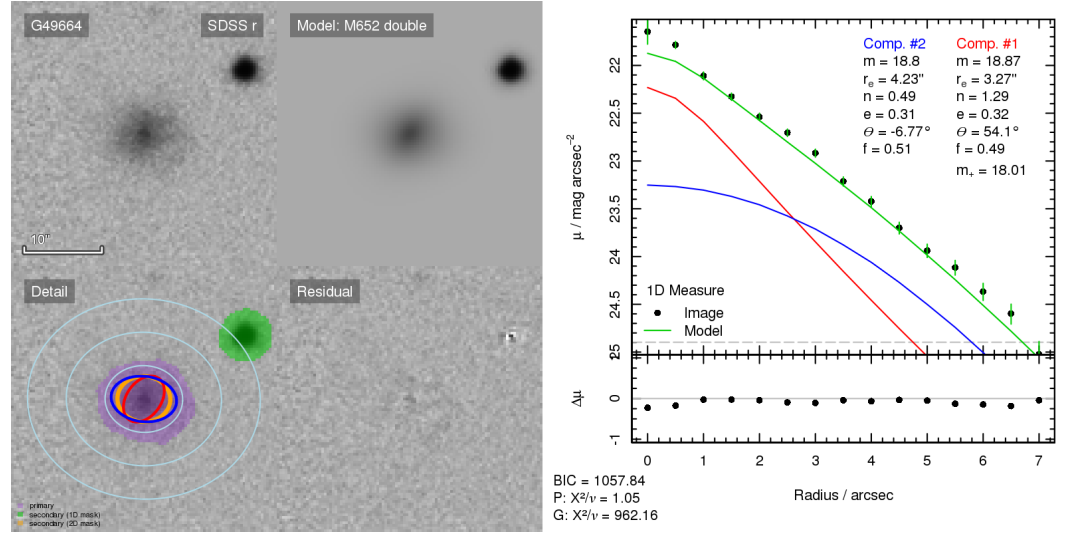 G49664
SDSS r
Model: M652 double
10"
Detail
Residual
primary
secondary (1D mask)
secondary (2D mask)
Comp. #2
Comp. #1
m = 18.8
m = 18.87
re = 4.23"
re = 3.27"
n = 0.49
n = 1.29
e = 0.31
e = 0.32
Θ = -6.77°
Θ = 54.1°
f = 0.51
f = 0.49
m+ = 18.01
μ / mag arcsec−2
22
22.5
23
23.5
24
24.5
25
1D Measure
Image
Model
Δμ
0
-1
0 1 2 3 4 5 6 7
Radius / arcsec
BIC = 1057.84
P: X²/ν = 1.05
G: X²/ν = 962.16